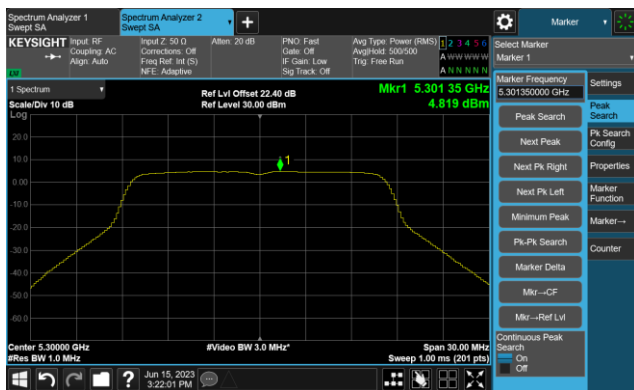 Spectrum Analyzer 1
Swept SA
Spectrum Analyzer 2
Swept SA
Marker
KEYSIGHT
Input: RF
Coupling: AC
Align: Auto
Input Z: 50 Ω
Corrections: Off
Freq Ref: Int (S)
NFE: Adaptive
Atten: 20 dB
PNO: Fast
Gate: Off
IF Gain: Low
Sig Track: Off
Avg Type: Power (RMS)
Avg|Hold: 500/500
Trig: Free Run
1 2 3 4 5 6
A W W W W W
A N N N N N
Select Marker
Marker 1
1 Spectrum
Scale/Div 10 dB
Log
Ref Lvl Offset 22.40 dB
Ref Level 30.00 dBm
Mkr1 5.301 35 GHz
4.819 dBm
20.0
10.0
0.00
-10.0
-20.0
-30.0
-40.0
-50.0
-60.0
1
Center 5.30000 GHz
#Res BW 1.0 MHz
#Video BW 3.0 MHz*
Span 30.00 MHz
Sweep 1.00 ms (201 pts)
Marker Frequency
5.301350000 GHz
Peak Search
Next Peak
Next Pk Right
Next Pk Left
Minimum Peak
Pk-Pk Search
Marker Delta
Mkr→CF
Mkr→Ref Lvl
Continuous Peak
Search
On
Off
Settings
Peak
Search
Pk Search
Config
Properties
Marker
Function
Marker→
Counter
?
Jun 15, 2023
3:22:01 PM